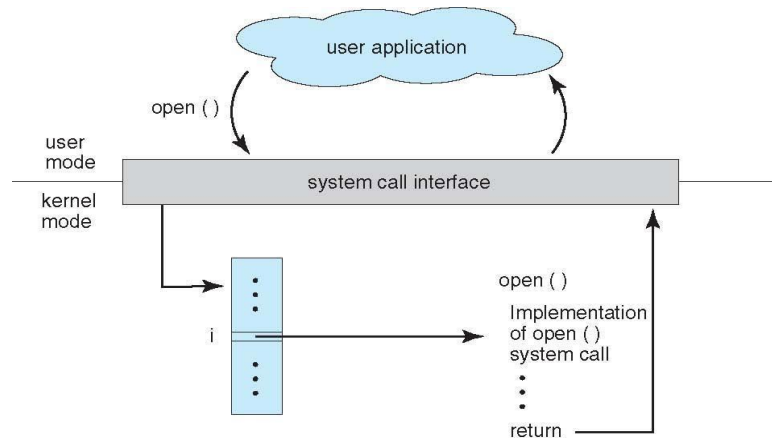 user application
open ( )
user
mode
system call interface
kernel
mode
open ( )
i
Implementation
of open ( )
system call
return